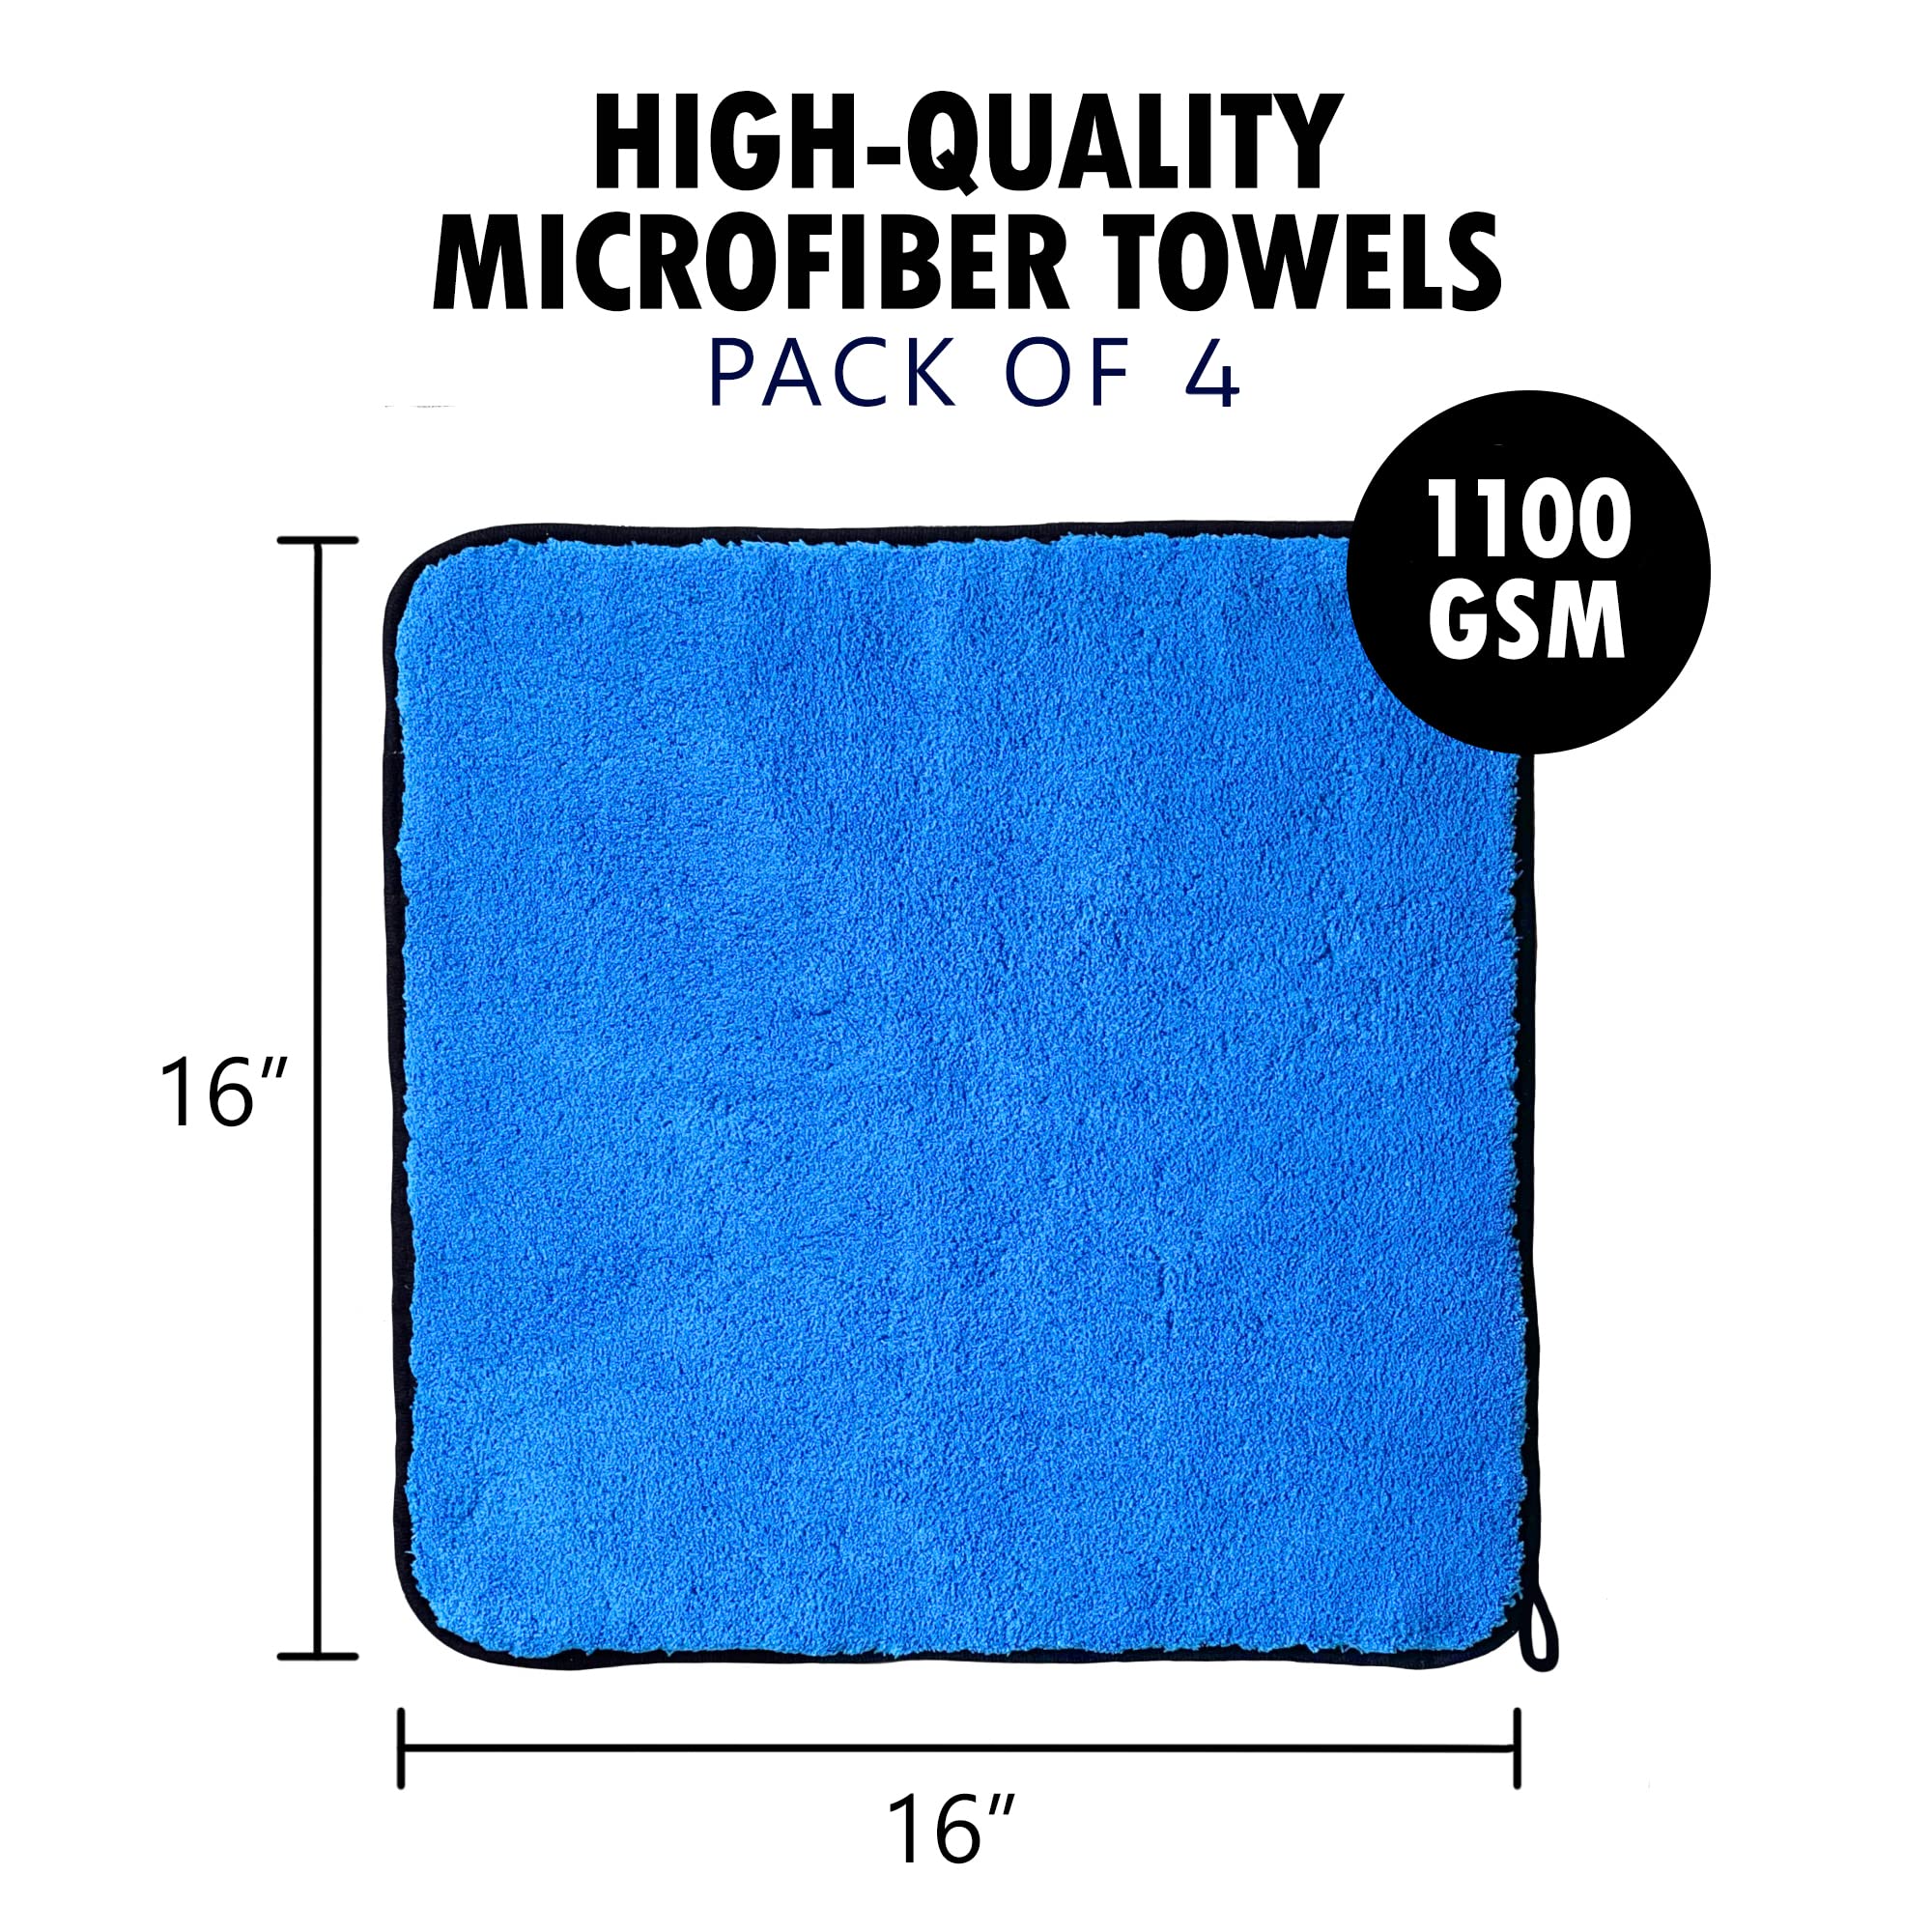 HIGH-QUALITY
MICROFIBER TOWELS
PACK OF 4
1100
GSM
16"
16"